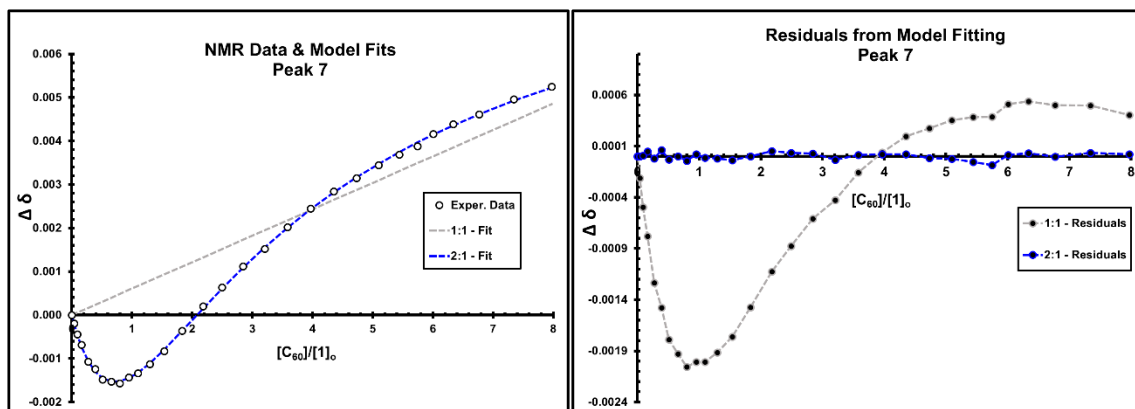 NMR Data & Model Fits
Peak 7
0.006
0.005
0.004
0.003
0.002
0.001
0.000
-0.001
-0.002
Δ δ
0 1 2 3 4 5 6 7 8
[C₆₀]/[1]ₒ
Exper. Data
1:1 - Fit
2:1 - Fit
Residuals from Model Fitting
Peak 7
0.0006
0.0001
-0.0004
-0.0009
-0.0014
-0.0019
-0.0024
Δ δ
0 1 2 3 4 5 6 7 8
[C₆₀]/[1]ₒ
1:1 - Residuals
2:1 - Residuals